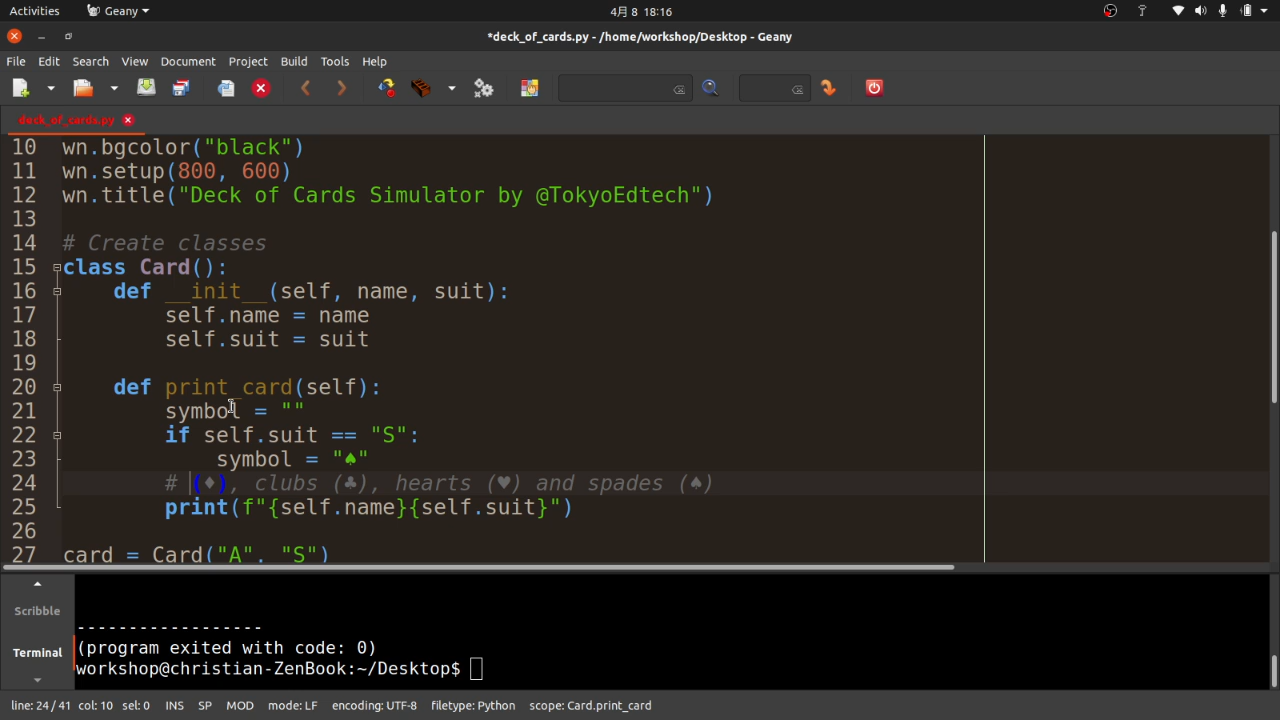 Activities Geany 4月 8 18:16
*deck_of_cards.py - /home/workshop/Desktop - Geany
File Edit Search View Document Project Build Tools Help
deck_of_cards.py
10 wn.bgcolor("black")
11 wn.setup(800, 600)
12 wn.title("Deck of Cards Simulator by @TokyoEdtech")
13
14 # Create classes
15 class Card():
16 def __init__(self, name, suit):
17 self.name = name
18 self.suit = suit
19
20 def print_card(self):
21 symbol = ""
22 if self.suit == "S":
23 symbol = "♠"
24 # (♦), clubs (♣), hearts (♥) and spades (♠)
25 print(f"{self.name}{self.suit}")
26
27 card = Card("A", "S")
Scribble
------------------
Terminal (program exited with code: 0)
workshop@christian-ZenBook:~/Desktop$
line: 24 / 41 col: 10 sel: 0 INS SP MOD mode: LF encoding: UTF-8 filetype: Python scope: Card.print_card